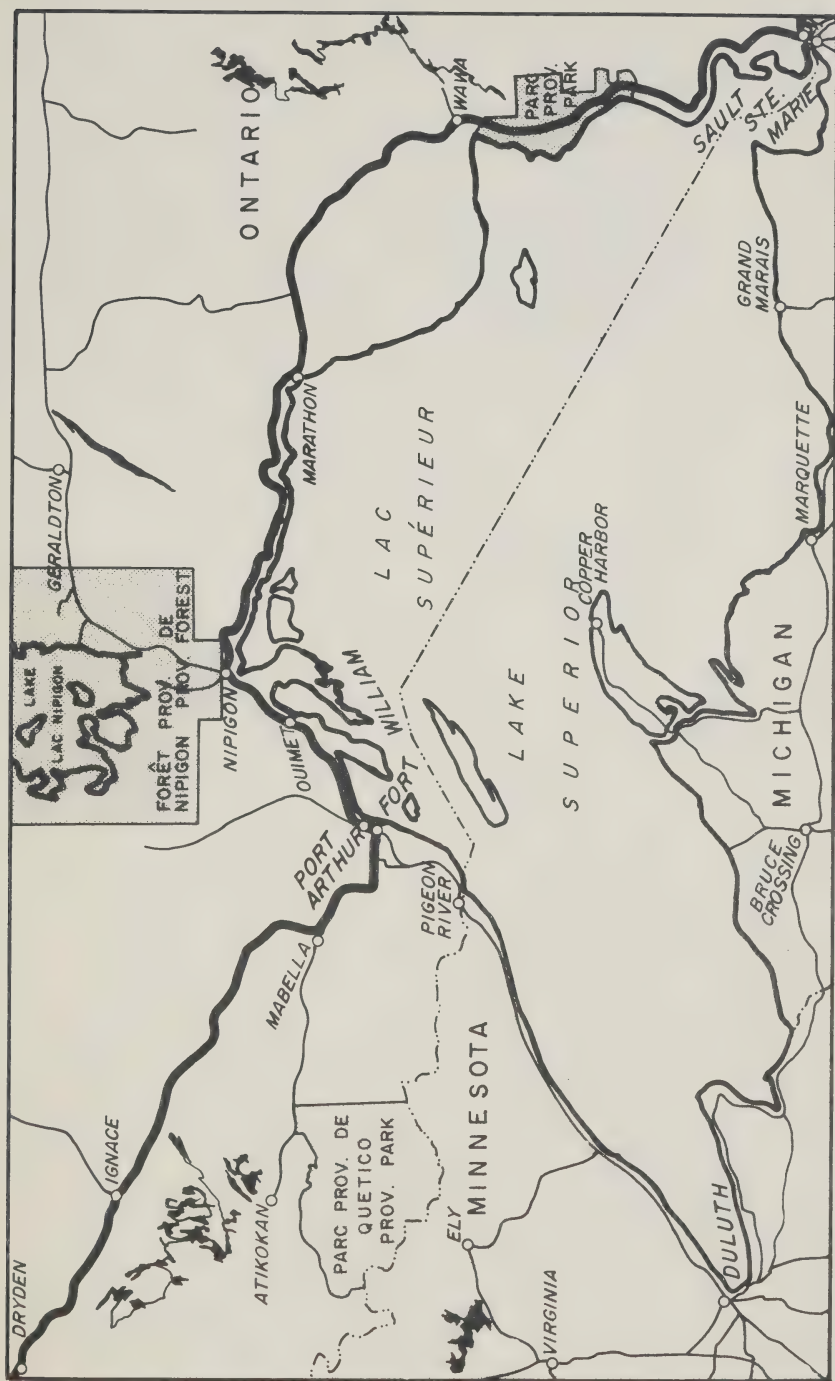 DRYDEN
IGNACE
ATIKOKAN
MABELLA
PARC PROV. DE
QUETICO
PROV. PARK
ELY
VIRGINIA
MINNESOTA
DULUTH
PIGEON
RIVER
PORT
ARTHUR
FORT WILLIAM
OUIMET
NIPIGON
FORÊT PROV. DE
NIPIGON PROV. FOREST
LAKE
LAC NIPIGON
GERALDTON
MARATHON
ONTARIO
WAWA
PARC
PROV.
PARK
SAULT
STE.
MARIE
LAC
SUPÉRIEUR
LAKE
SUPERIOR
COPPER
HARBOR
GRAND
MARAIS
MARQUETTE
MICHIGAN
BRUCE
CROSSING